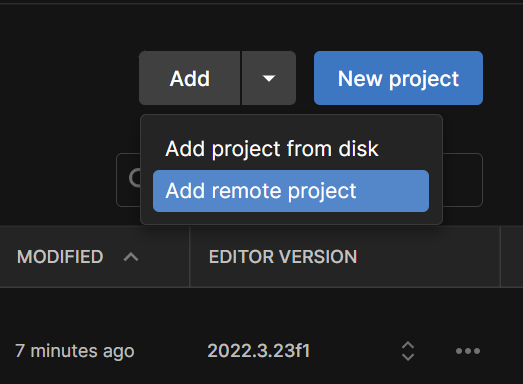 Add
New project
Add project from disk
Add remote project
MODIFIED
EDITOR VERSION
7 minutes ago
2022.3.23f1